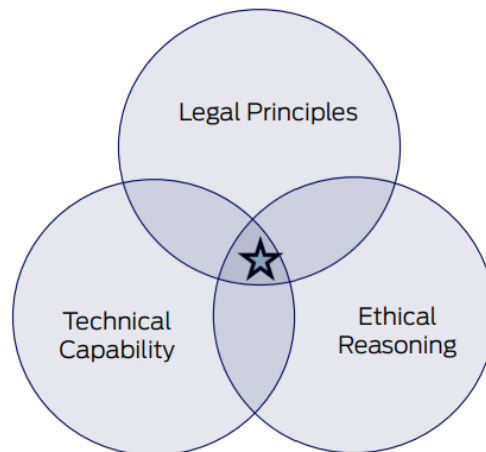 Legal Principles
Technical
Capability
Ethical
Reasoning